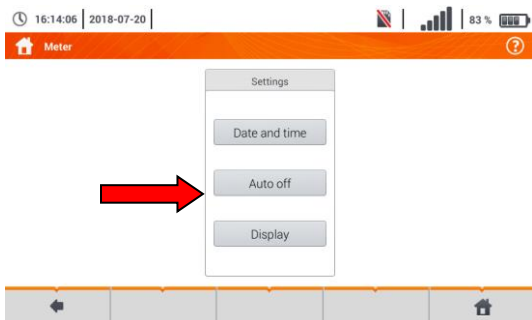 16:14:06 2018-07-20 83 %
Meter ?
Settings
Date and time
Auto off
Display